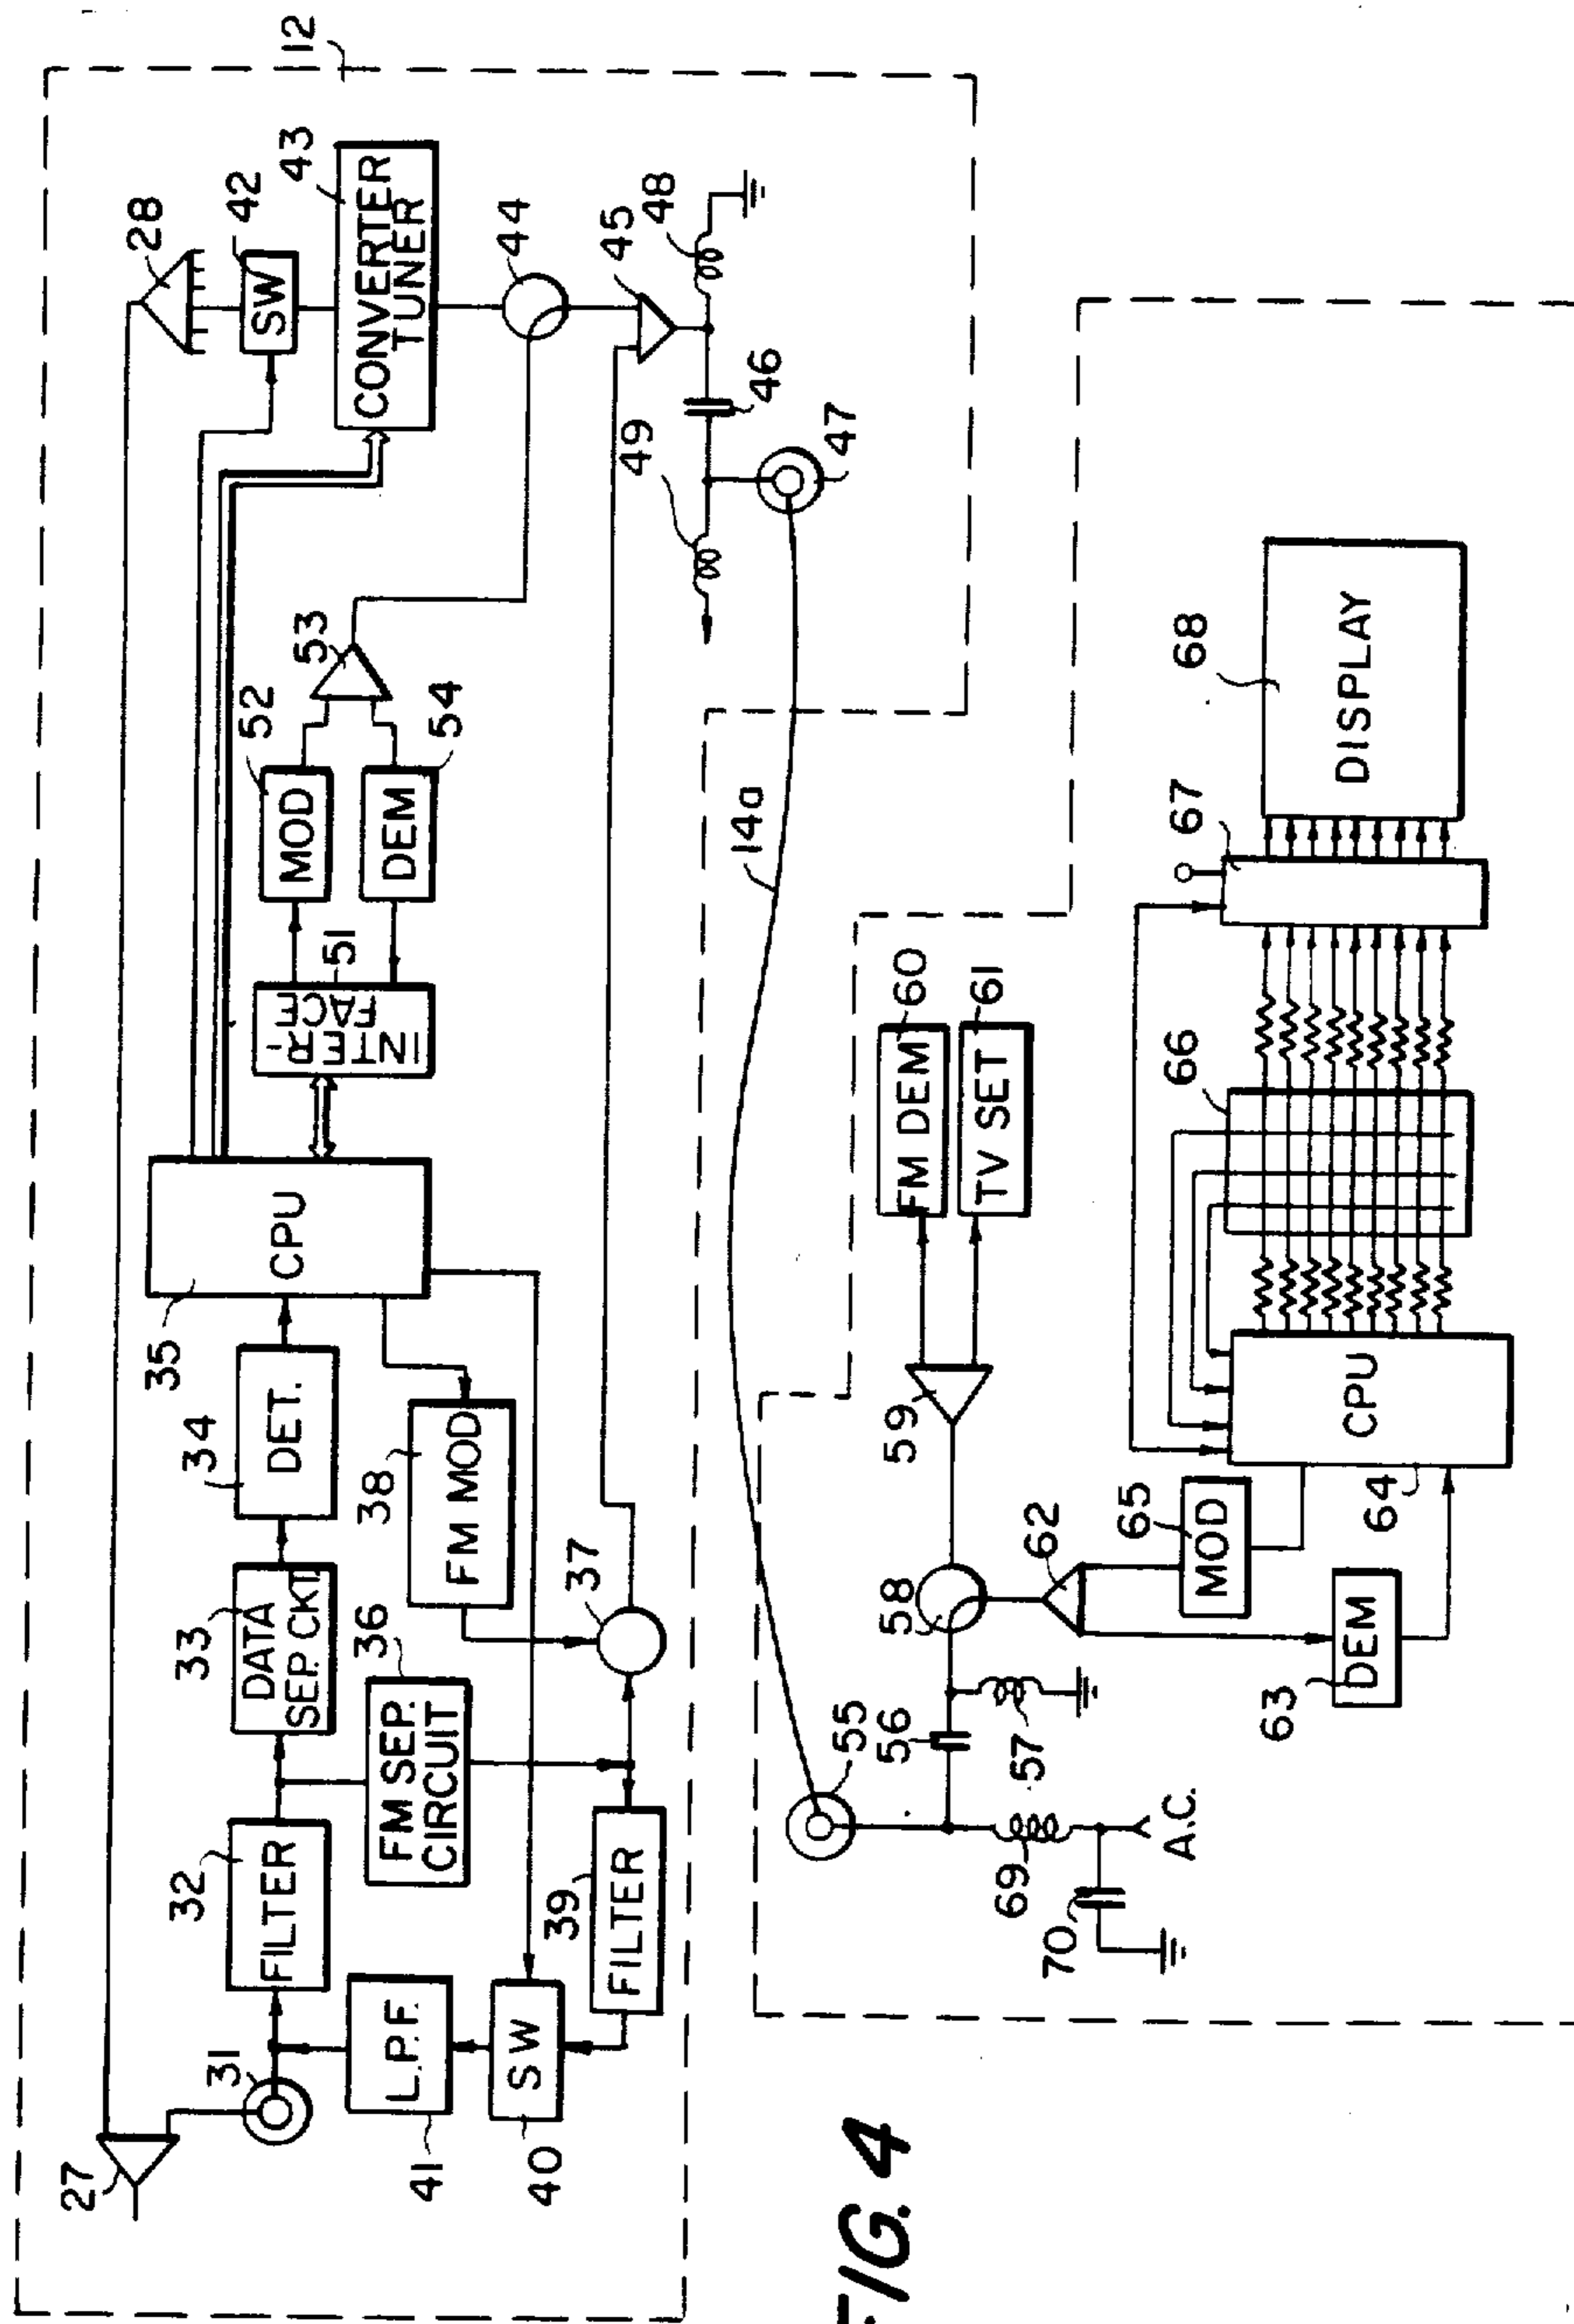 12
27
28
31
SW
42
CONVERTER
TUNER
43
44
45
46
47
48
49
FILTER
32
DATA
SEP. CKT.
33
DET.
34
CPU
35
INTER-
FACE
51
MOD
52
53
DEM
54
FM SEP.
CIRCUIT
36
37
FM MOD
38
FILTER
39
SW
40
L.P.F.
41
14a
55
56
57
58
59
FM DEM
60
TV SET
61
62
DEM
63
CPU
64
MOD
65
66
67
DISPLAY
68
69
70
A.C.
FIG. 4